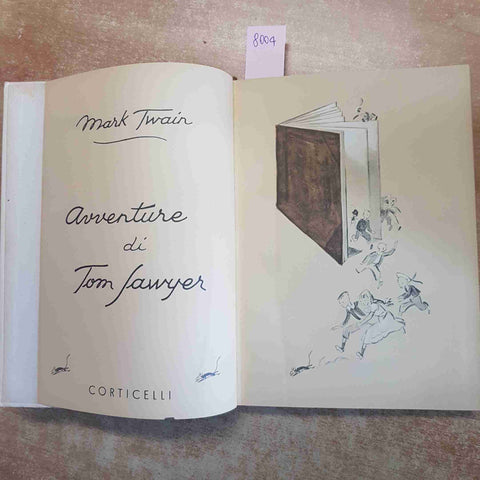 8004
Mark Twain
Avventure
di
Tom Sawyer
CORTICELLI